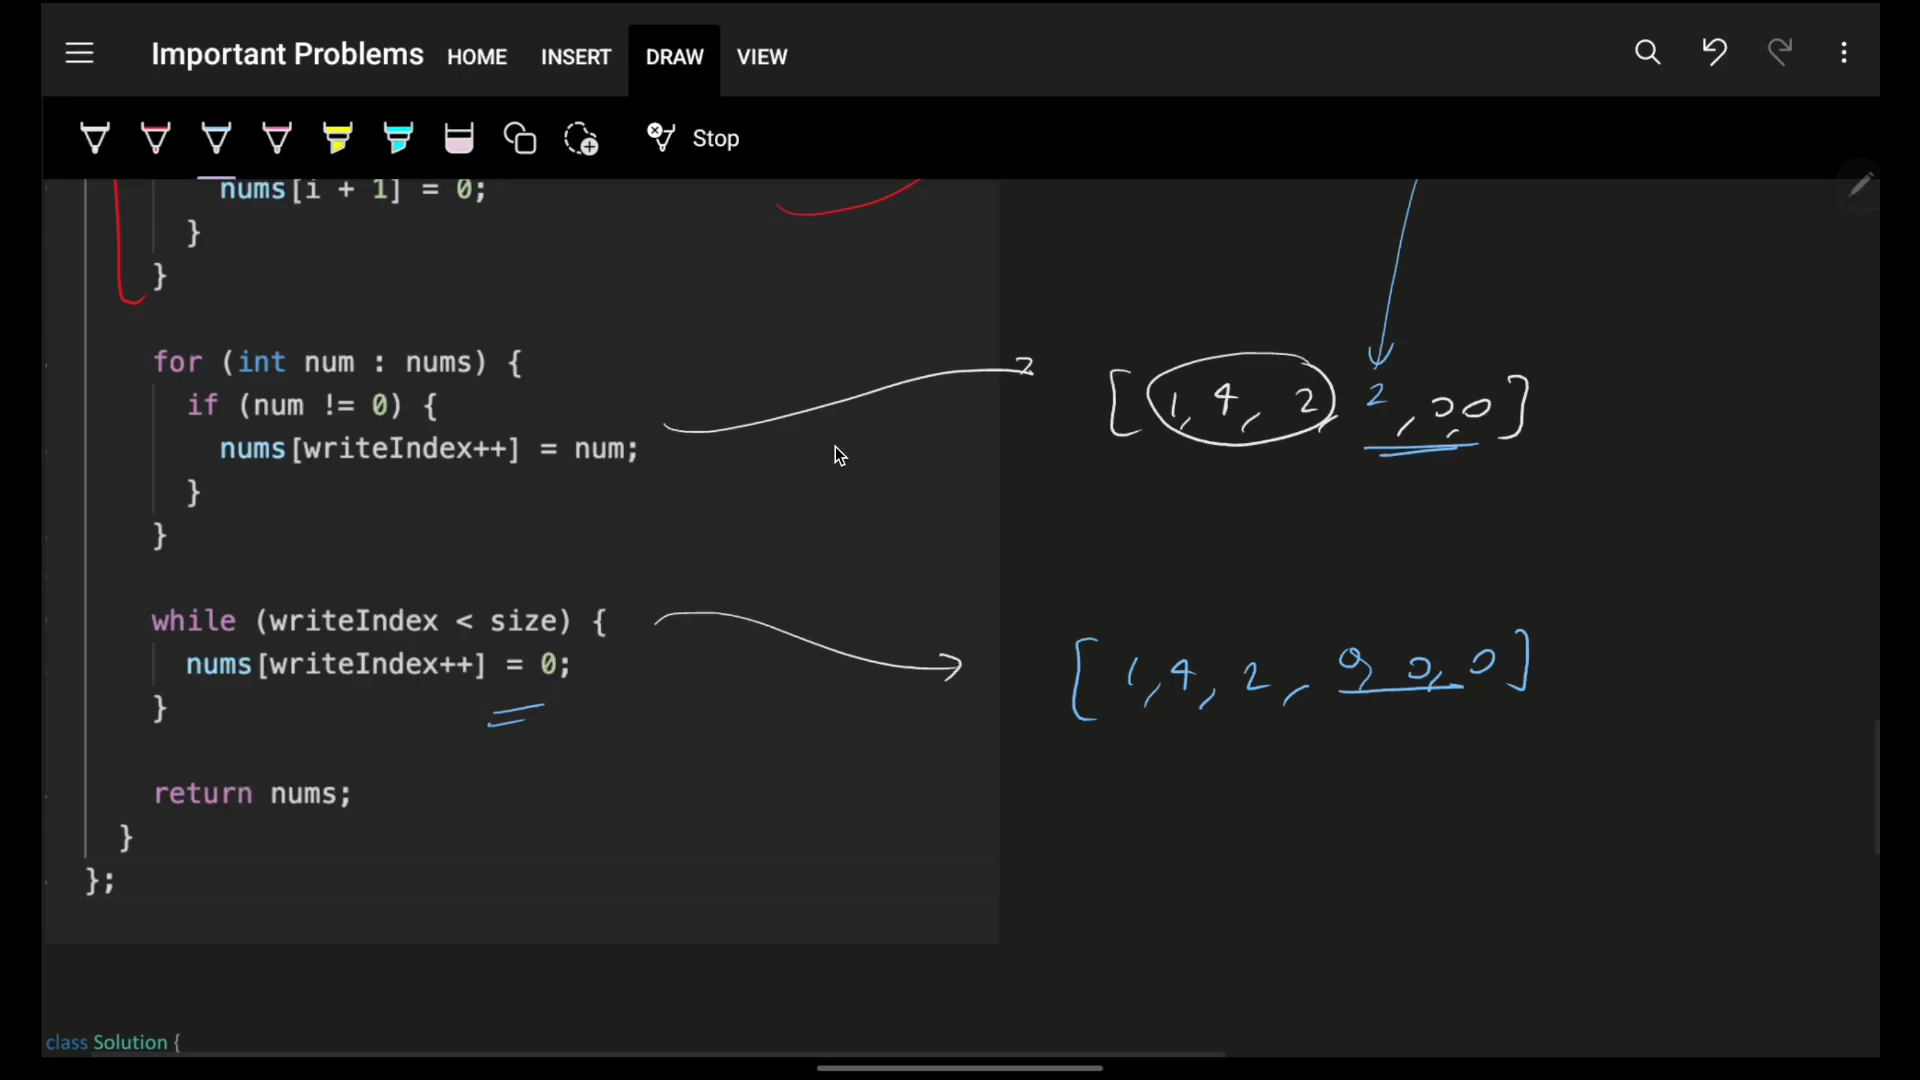 Important Problems HOME INSERT DRAW VIEW
Stop
nums[i + 1] = 0;
}
}
for (int num : nums) {
if (num != 0) {
nums[writeIndex++] = num;
}
}
[1, 4, 2, 2, 0, 0]
while (writeIndex < size) {
nums[writeIndex++] = 0;
}
[1, 4, 2, 0, 0, 0]
return nums;
}
};
class Solution {